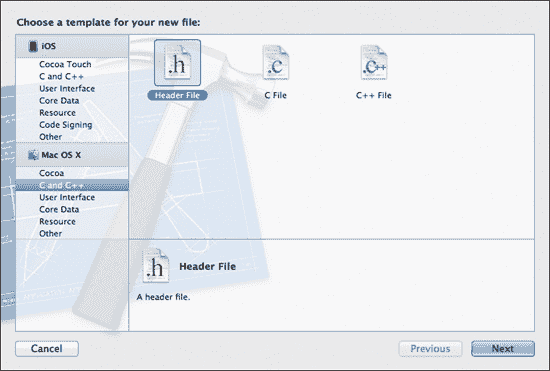 Choose a template for your new file:
iOS
Cocoa Touch
C and C++
User Interface
Core Data
Resource
Code Signing
Other
Mac OS X
Cocoa
C and C++
User Interface
Core Data
Resource
Other
.h
.c
.c++
Header File
C File
C++ File
.h
Header File
A header file.
Cancel
Previous
Next